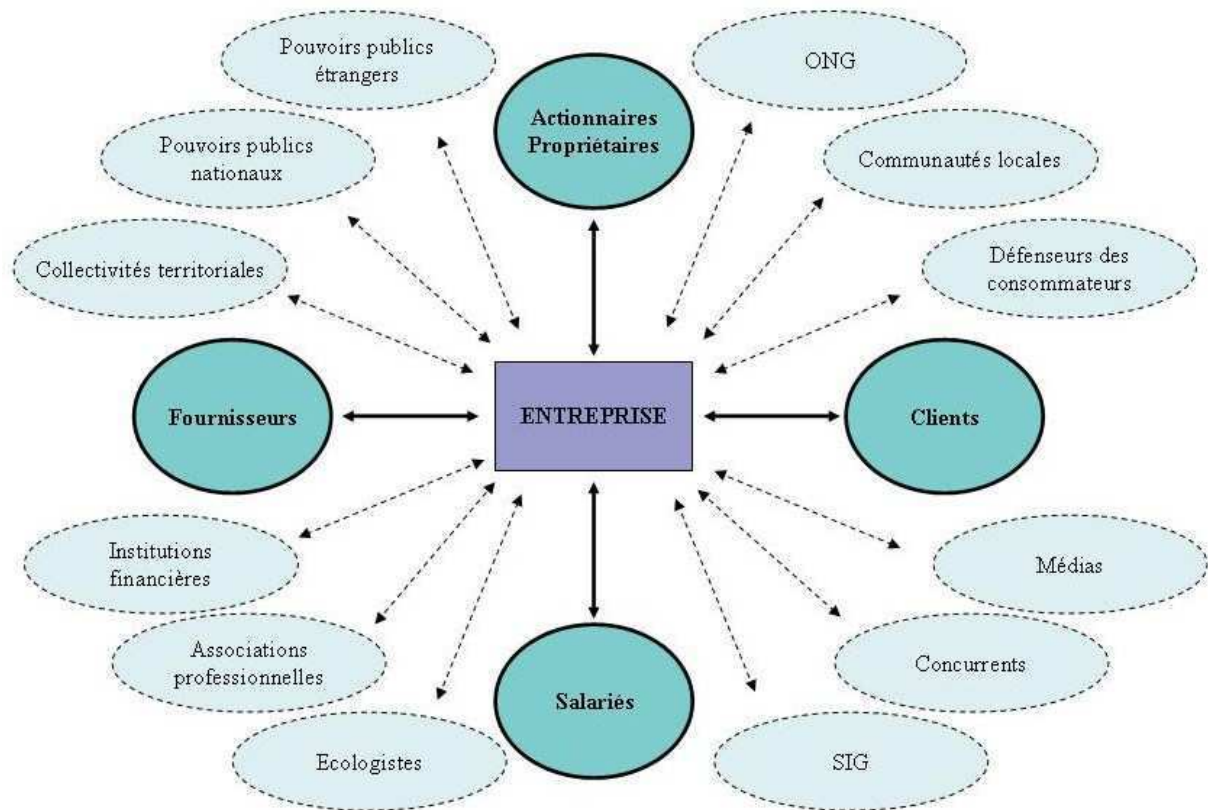 Pouvoirs publics
étrangers
ONG
Actionnaires
Propriétaires
Pouvoirs publics
nationaux
Communautés locales
Collectivités territoriales
Défenseurs des
consommateurs
Fournisseurs
ENTREPRISE
Clients
Institutions
financières
Médias
Associations
professionnelles
Concurrents
Salariés
Ecologistes
SIG